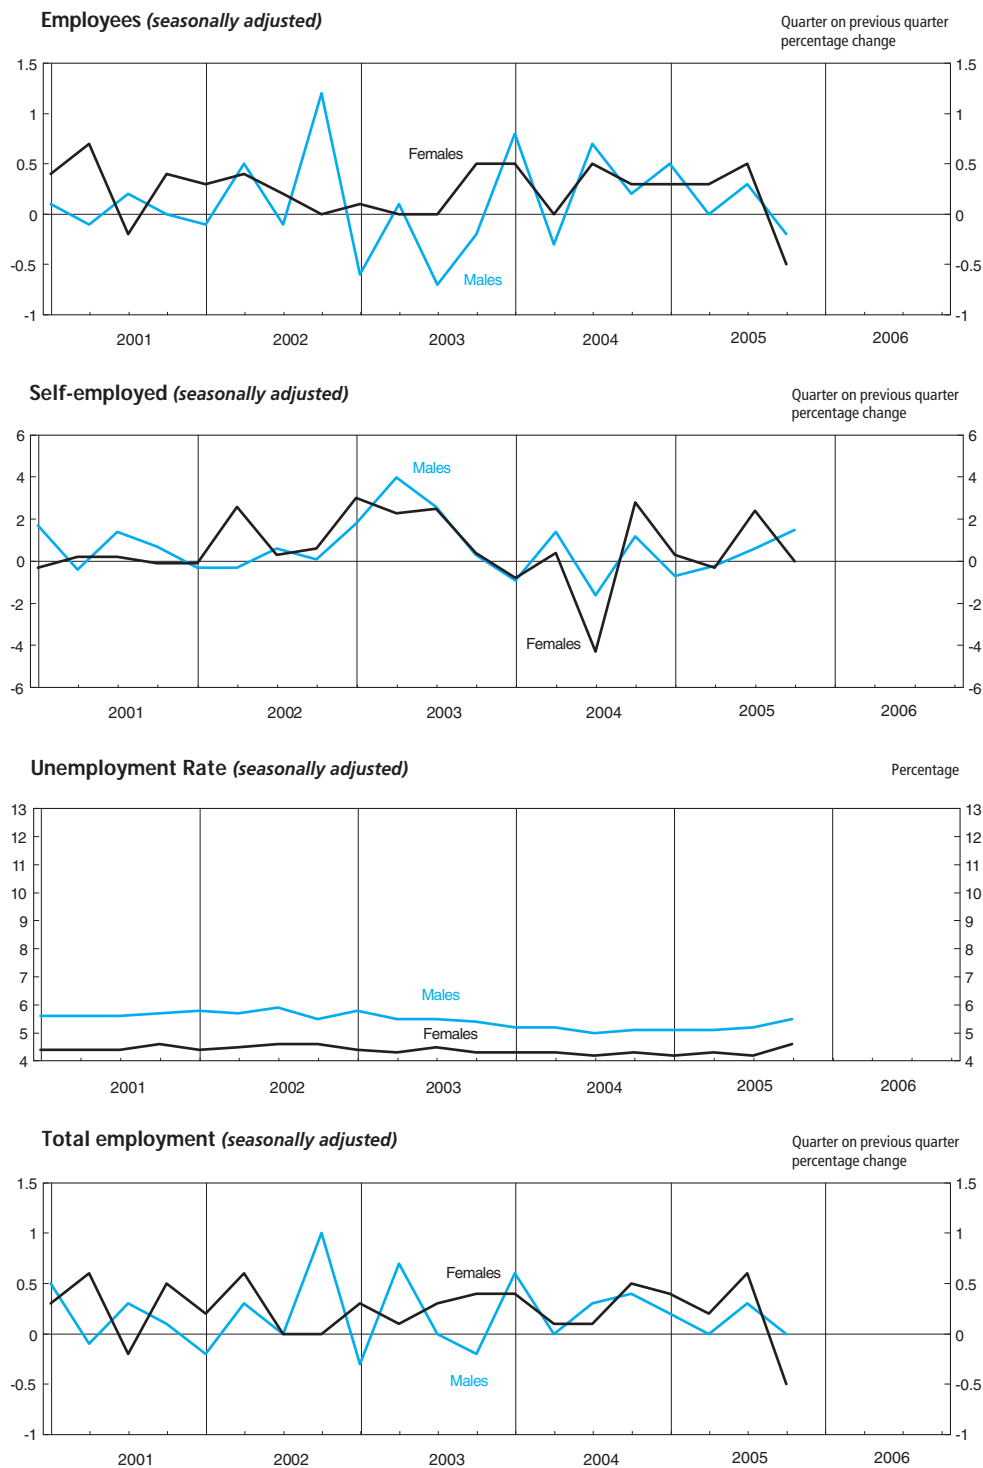 Employees (seasonally adjusted)
Quarter on previous quarter
percentage change
1.5 1.5
1 1
Females
0.5 0.5
0 0
-0.5 -0.5
Males
-1 -1
2001 2002 2003 2004 2005 2006
Self-employed (seasonally adjusted)
Quarter on previous quarter
percentage change
6 6
Males
4 4
2 2
0 0
-2 -2
Females
-4 -4
-6 -6
2001 2002 2003 2004 2005 2006
Unemployment Rate (seasonally adjusted)
Percentage
13 13
12 12
11 11
10 10
9 9
8 8
7 7
Males
6 6
5 5
Females
4 4
2001 2002 2003 2004 2005 2006
Total employment (seasonally adjusted)
Quarter on previous quarter
percentage change
1.5 1.5
1 1
Females
0.5 0.5
0 0
-0.5 -0.5
Males
-1 -1
2001 2002 2003 2004 2005 2006